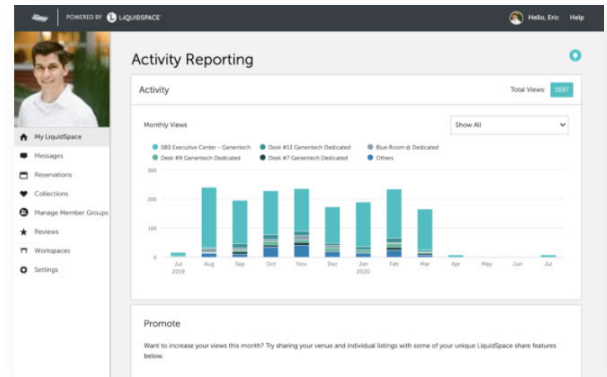 POWERED BY LIQUIDSPACE
Hello, Eric Help
Activity Reporting
Activity
Total Views: 1697
Monthly Views
Show All
580 Executive Center - Genentech
Desk #13 Genentech Dedicated
Blue Room @ Dedicated
Desk #9 Genentech Dedicated
Desk #7 Genentech Dedicated
Others
300
200
100
0
Jul Aug Sep Oct Nov Dec Jan Feb Mar Apr May Jun Jul
2019 2020
My LiquidSpace
Messages
Reservations
Collections
Manage Member Groups
Reviews
Workspaces
Settings
Promote
Want to increase your views this month? Try sharing your venue and individual listings with some of your unique LiquidSpace share features
below.